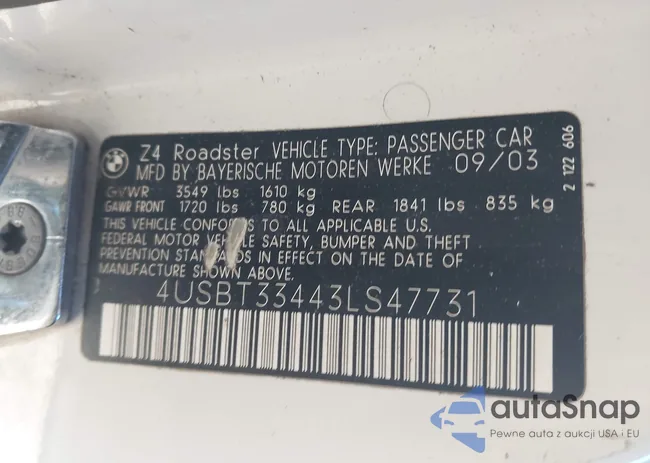 Z4 Roadster VEHICLE TYPE: PASSENGER CAR
MFD BY BAYERISCHE MOTOREN WERKE 09/03
GVWR 3549 lbs 1610 kg
GAWR FRONT 1720 lbs 780 kg REAR 1841 lbs 835 kg
THIS VEHICLE CONFORMS TO ALL APPLICABLE U.S.
FEDERAL MOTOR VEHICLE SAFETY, BUMPER AND THEFT
PREVENTION STANDARDS IN EFFECT ON THE DATE OF
MANUFACTURE SHOWN ABOVE.
4USBT33443LS47731
2 122 606
autoSnap
Pewne auta z aukcji USA i EU